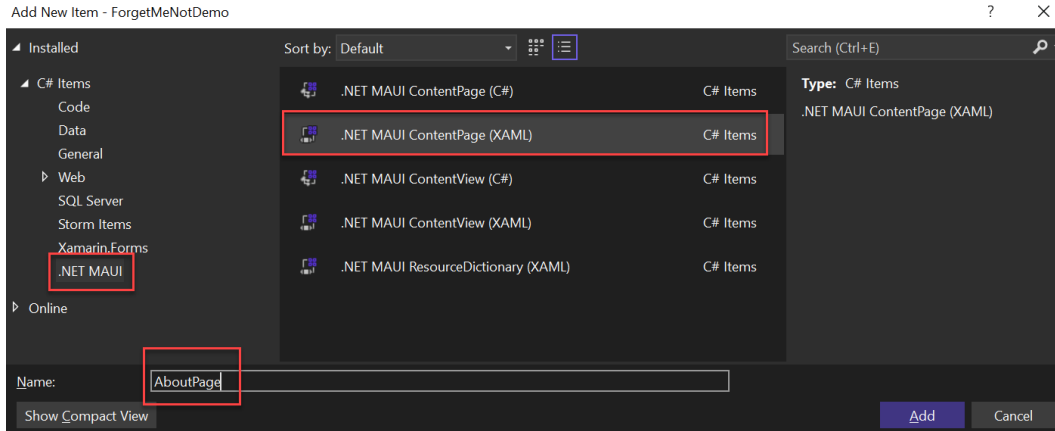 Add New Item - ForgetMeNotDemo
Installed
Sort by: Default
Search (Ctrl+E)
C# Items
Code
Data
General
Web
SQL Server
Storm Items
Xamarin.Forms
.NET MAUI
Online
.NET MAUI ContentPage (C#) C# Items
.NET MAUI ContentPage (XAML) C# Items
.NET MAUI ContentView (C#) C# Items
.NET MAUI ContentView (XAML) C# Items
.NET MAUI ResourceDictionary (XAML) C# Items
Type: C# Items
.NET MAUI ContentPage (XAML)
Name: AboutPage
Show Compact View Add Cancel